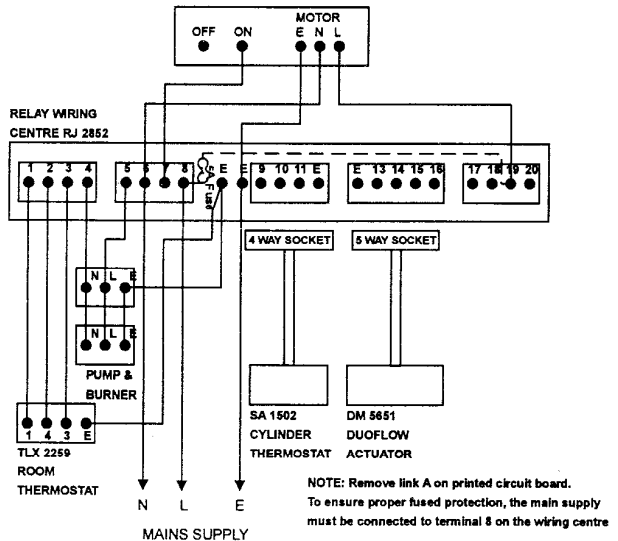 MOTOR
OFF ON E N L
RELAY WIRING
CENTRE RJ 2852
1 2 3 4 5 6 7 8 5A Fuse E E 9 10 11 E E 13 14 15 16 17 18 19 20
4 WAY SOCKET 5 WAY SOCKET
N L E
N L E
PUMP &
BURNER
1 4 3 E
TLX 2259
ROOM
THERMOSTAT
SA 1502
CYLINDER
THERMOSTAT
DM 5651
DUOFLOW
ACTUATOR
N L E
MAINS SUPPLY
NOTE: Remove link A on printed circuit board.
To ensure proper fused protection, the main supply
must be connected to terminal 8 on the wiring centre